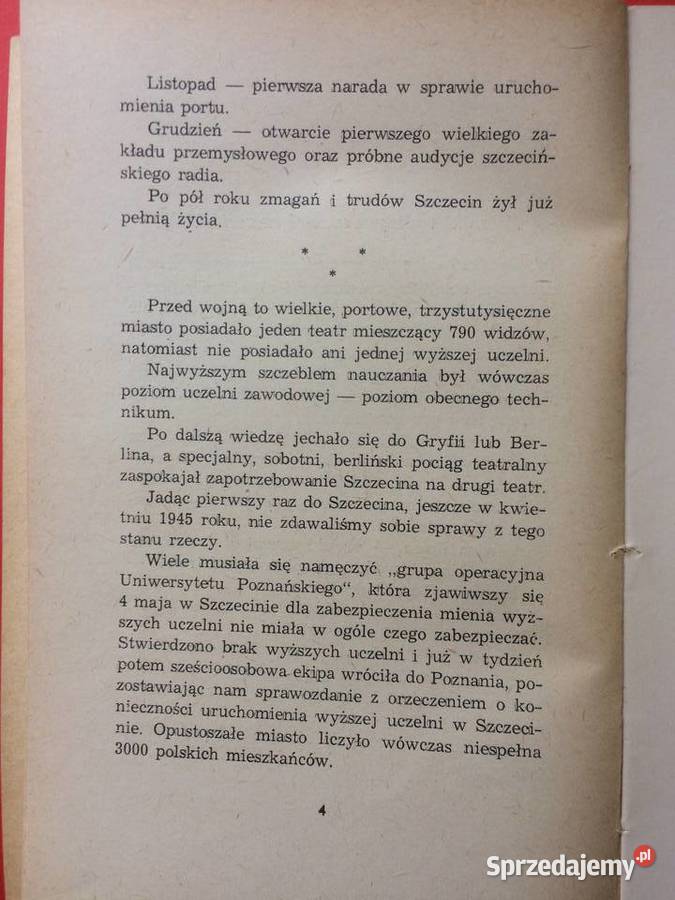 Listopad — pierwsza narada w sprawie urucho-
mienia portu.
Grudzień — otwarcie pierwszego wielkiego za-
kładu przemysłowego oraz próbne audycje szczeciń-
skiego radia.
Po pół roku zmagań i trudów Szczecin żył już
pełnią życia.
* *
*
Przed wojną to wielkie, portowe, trzystutysięczne
miasto posiadało jeden teatr mieszczący 790 widzów,
natomiast nie posiadało ani jednej wyższej uczelni.
Najwyższym szczeblem nauczania był wówczas
poziom uczelni zawodowej — poziom obecnego tech-
nikum.
Po dalszą wiedzę jechało się do Gryfii lub Ber-
lina, a specjalny, sobotni, berliński pociąg teatralny
zaspokajał zapotrzebowanie Szczecina na drugi teatr.
Jadąc pierwszy raz do Szczecina, jeszcze w kwie-
tniu 1945 roku, nie zdawaliśmy sobie sprawy z tego
stanu rzeczy.
Wiele musiała się namęczyć „grupa operacyjna
Uniwersytetu Poznańskiego“, która zjawiwszy się
4 maja w Szczecinie dla zabezpieczenia mienia wyż-
szych uczelni nie miała w ogóle czego zabezpieczać.
Stwierdzono brak wyższych uczelni i już w tydzień
potem sześcioosobowa ekipa wróciła do Poznania, po-
zostawiając nam sprawozdanie z orzeczeniem o ko-
nieczności uruchomienia wyższej uczelni w Szczeci-
nie. Opustoszałe miasto liczyło wówczas niespełna
3000 polskich mieszkańców.
4
Sprzedajemy.pl